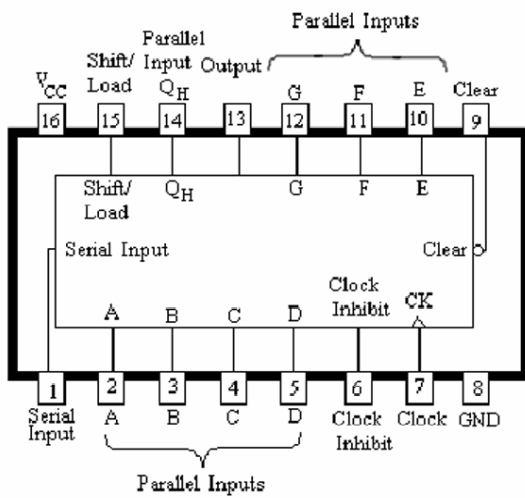 Parallel Inputs
Parallel
Shift/ Input Output
VCC Load QH G F E Clear
16 15 14 13 12 11 10 9
Shift/ QH G F E
Load
Serial Input Clear
Clock
Inhibit CK
A B C D
1 2 3 4 5 6 7 8
Serial A B C D Clock Clock GND
Input Inhibit
Parallel Inputs